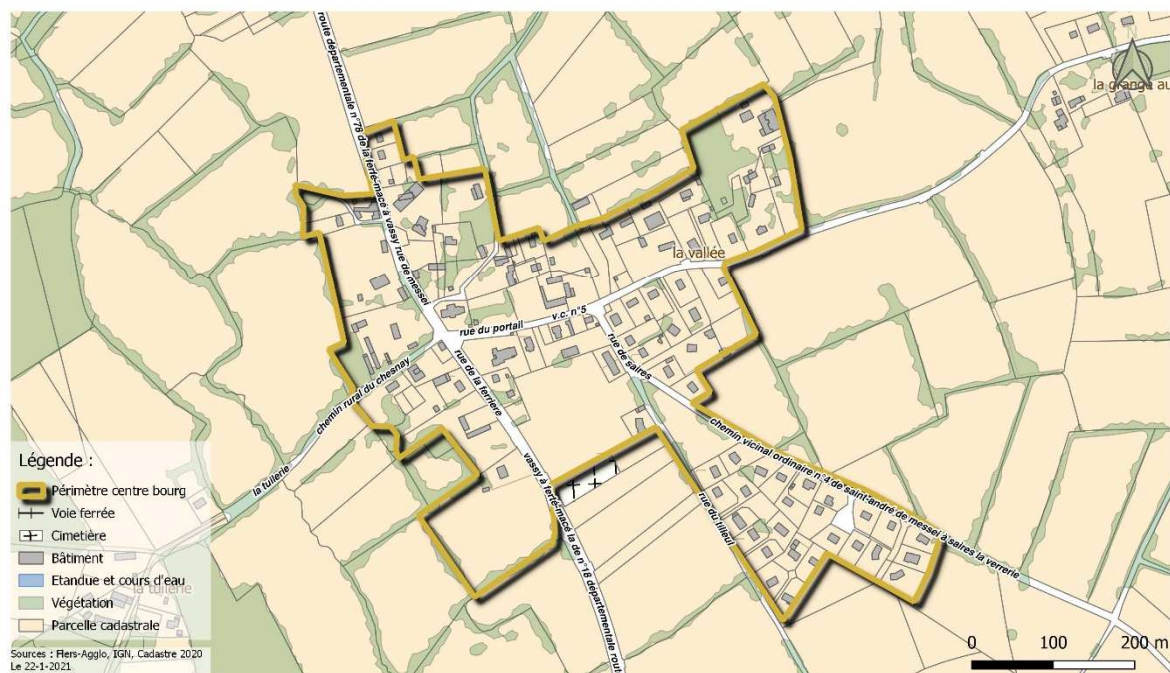 route départementale n°78 de la ferté-macé à vassy rue de messei
la grange au
la vallée
rue du portail
v.c. n°5
rue de saires
chemin rural du chesnay
rue de la ferriere
la tuilerie
chemin vicinal ordinaire n°4 de saint-andré de messei à saires la verrerie
vassy à ferté-macé la de n°18 départementale route
rue du tilleul
Légende :
Périmètre centre bourg
Voie ferrée
Cimetière
Bâtiment
Etandue et cours d'eau
la tuilerie
Végétation
Parcelle cadastrale
Sources : Flers-Agglo, IGN, Cadastre 2020
Le 22-1-2021
0 100 200 m